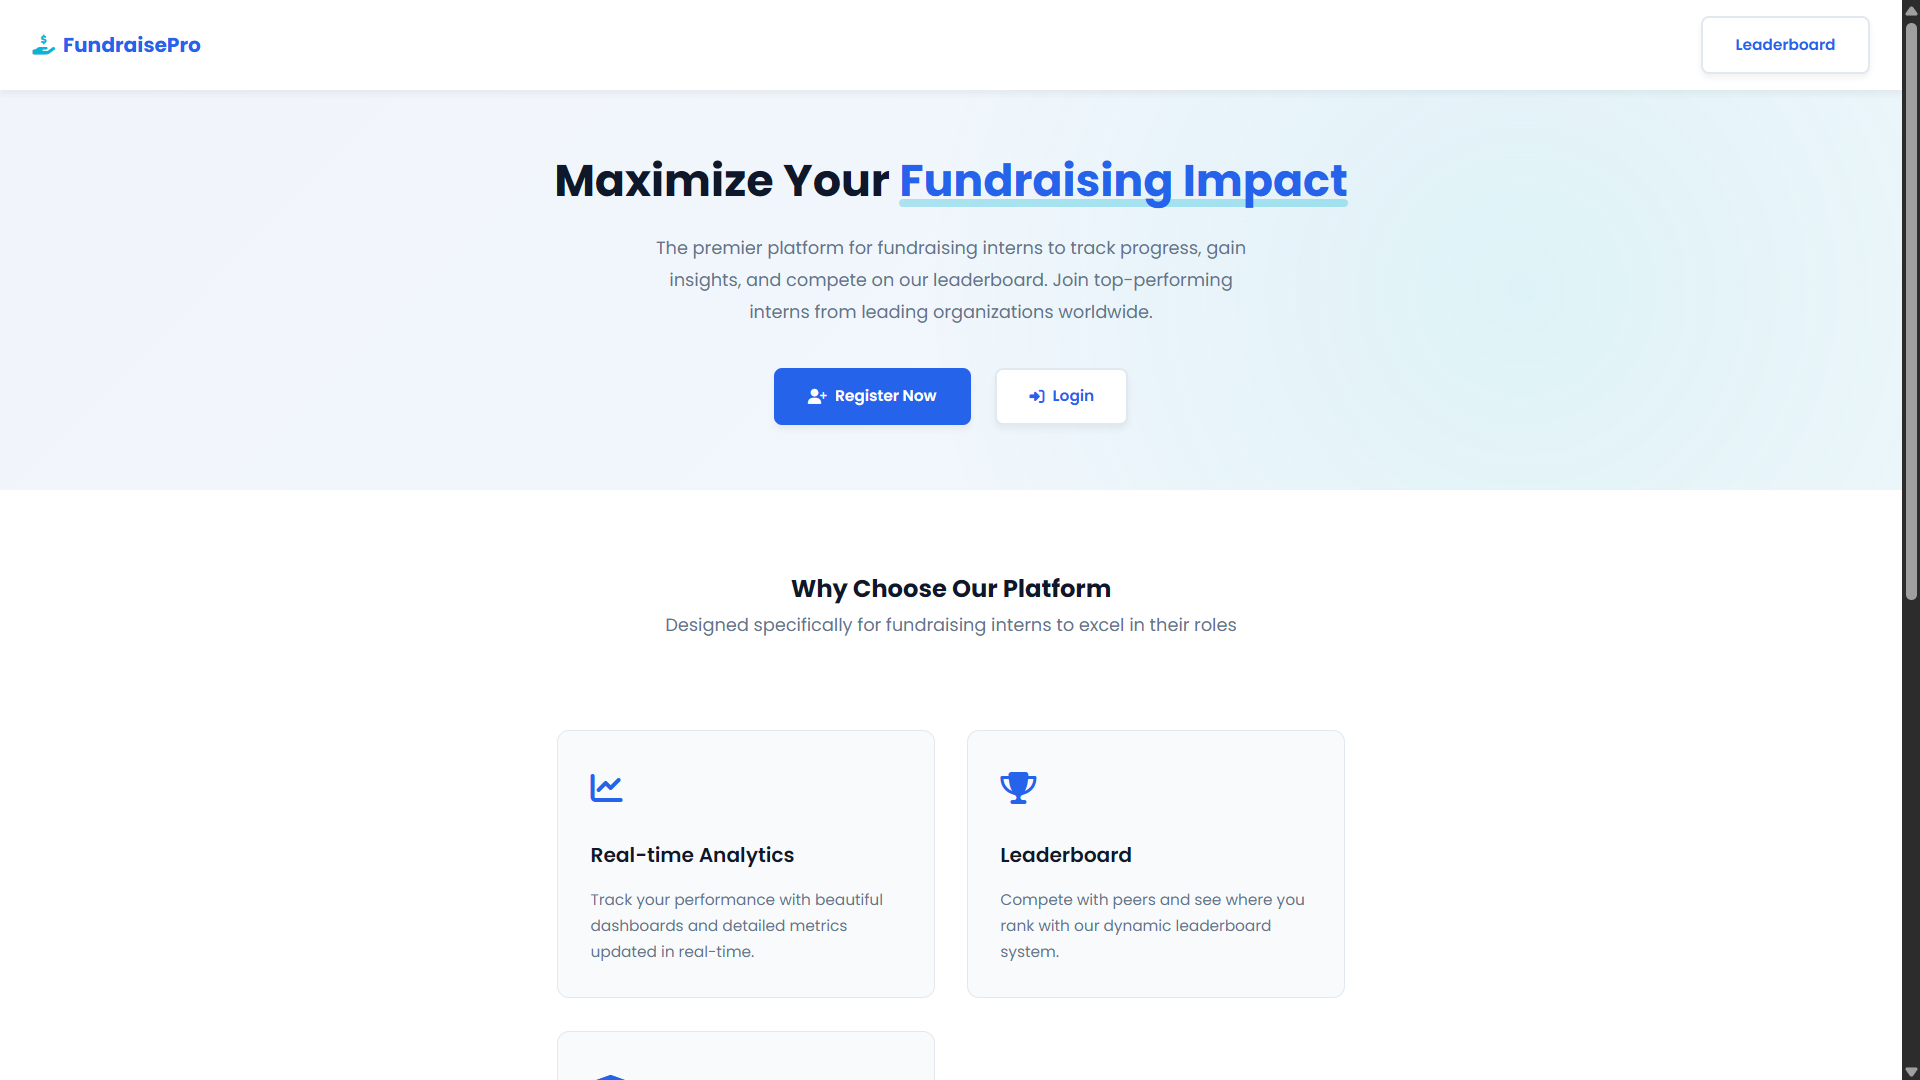 FundraisePro
Leaderboard
Maximize Your Fundraising Impact
The premier platform for fundraising interns to track progress, gain
insights, and compete on our leaderboard. Join top-performing
interns from leading organizations worldwide.
Register Now
Login
Why Choose Our Platform
Designed specifically for fundraising interns to excel in their roles
Real-time Analytics
Track your performance with beautiful
dashboards and detailed metrics
updated in real-time.
Leaderboard
Compete with peers and see where you
rank with our dynamic leaderboard
system.